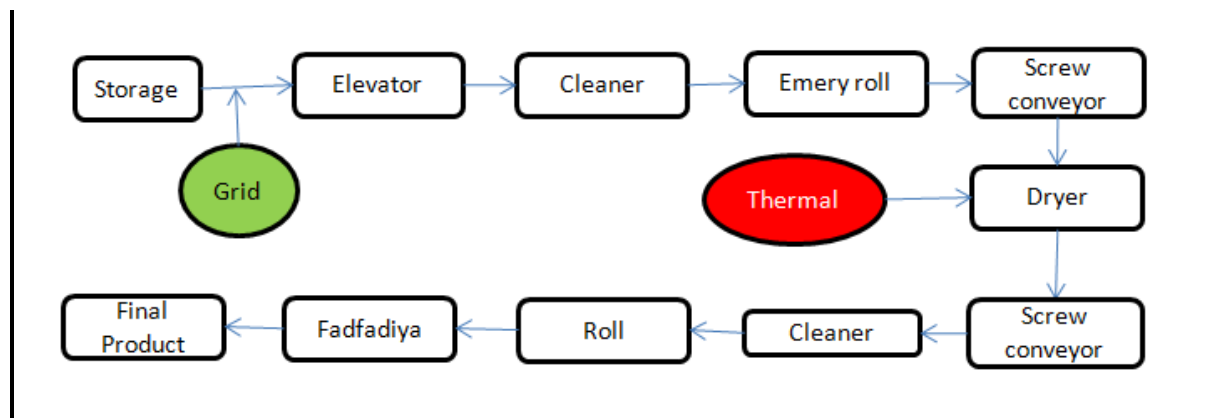 Storage
Elevator
Cleaner
Emery roll
Screw
conveyor
Grid
Thermal
Dryer
Final
Product
Fadfadiya
Roll
Cleaner
Screw
conveyor